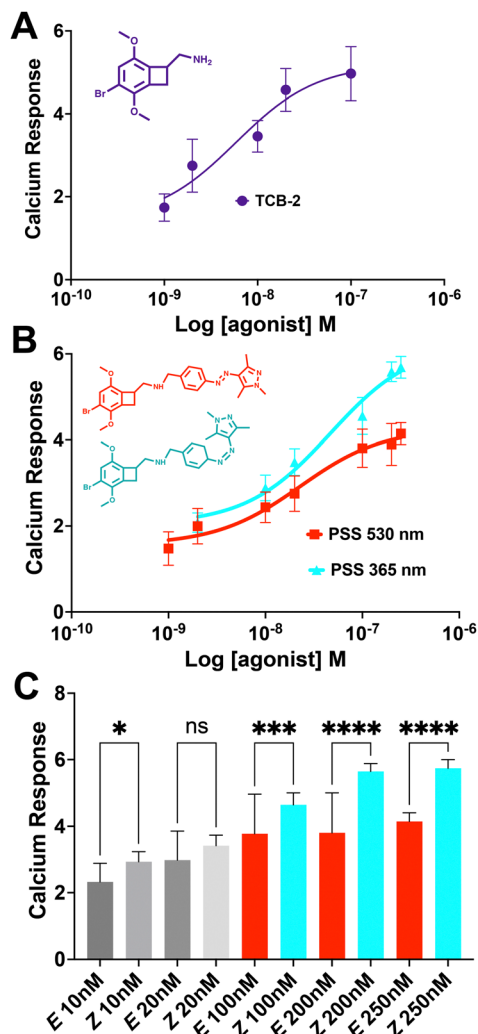 A
Calcium Response
6
4
2
0
O
NH₂
Br
O
TCB-2
10⁻¹⁰ 10⁻⁹ 10⁻⁸ 10⁻⁷ 10⁻⁶
Log [agonist] M
B
Calcium Response
6
4
2
0
O
NH
Br
O
N
N
N
N
O
NH
Br
O
N
N
N
N
PSS 530 nm
PSS 365 nm
10⁻¹⁰ 10⁻⁹ 10⁻⁸ 10⁻⁷ 10⁻⁶
Log [agonist] M
C
Calcium Response
8
6
4
2
0
* ns *** **** ****
E 10nM
Z 10nM
E 20nM
Z 20nM
E 100nM
Z 100nM
E 200nM
Z 200nM
E 250nM
Z 250nM